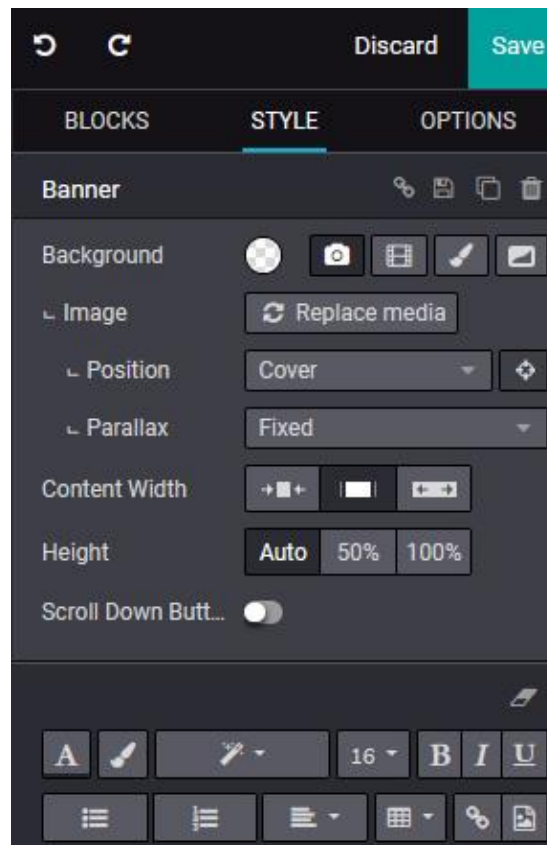 Discard Save
BLOCKS STYLE OPTIONS
Banner
Background
Image Replace media
Position Cover
Parallax Fixed
Content Width
Height Auto 50% 100%
Scroll Down Butt...
A 16 B I U